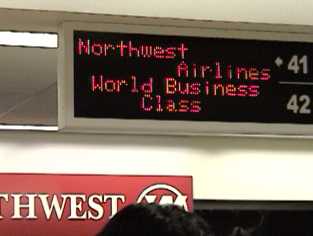 Northwest
Airlines
World Business
Class
41
42
THWEST